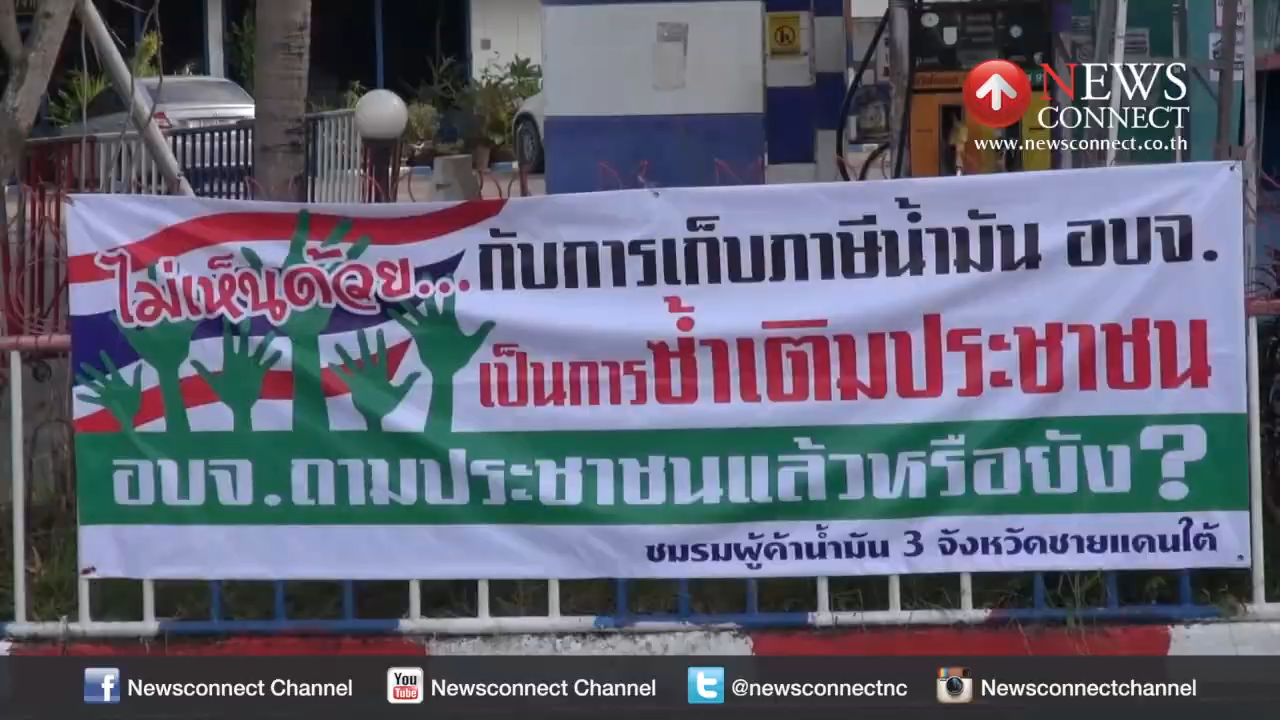 NEWS
CONNECT
www.newsconnect.co.th
ไม่เห็นด้วย... กับการเก็บภาษีน้ำมัน อบจ.
เป็นการซ้ำเติมประชาชน
อบจ.ถามประชาชนแล้วหรือยัง?
ชมรมผู้ค้าน้ำมัน 3 จังหวัดชายแดนใต้
Newsconnect Channel
You Tube Newsconnect Channel
@newsconnectnc
Newsconnectchannel